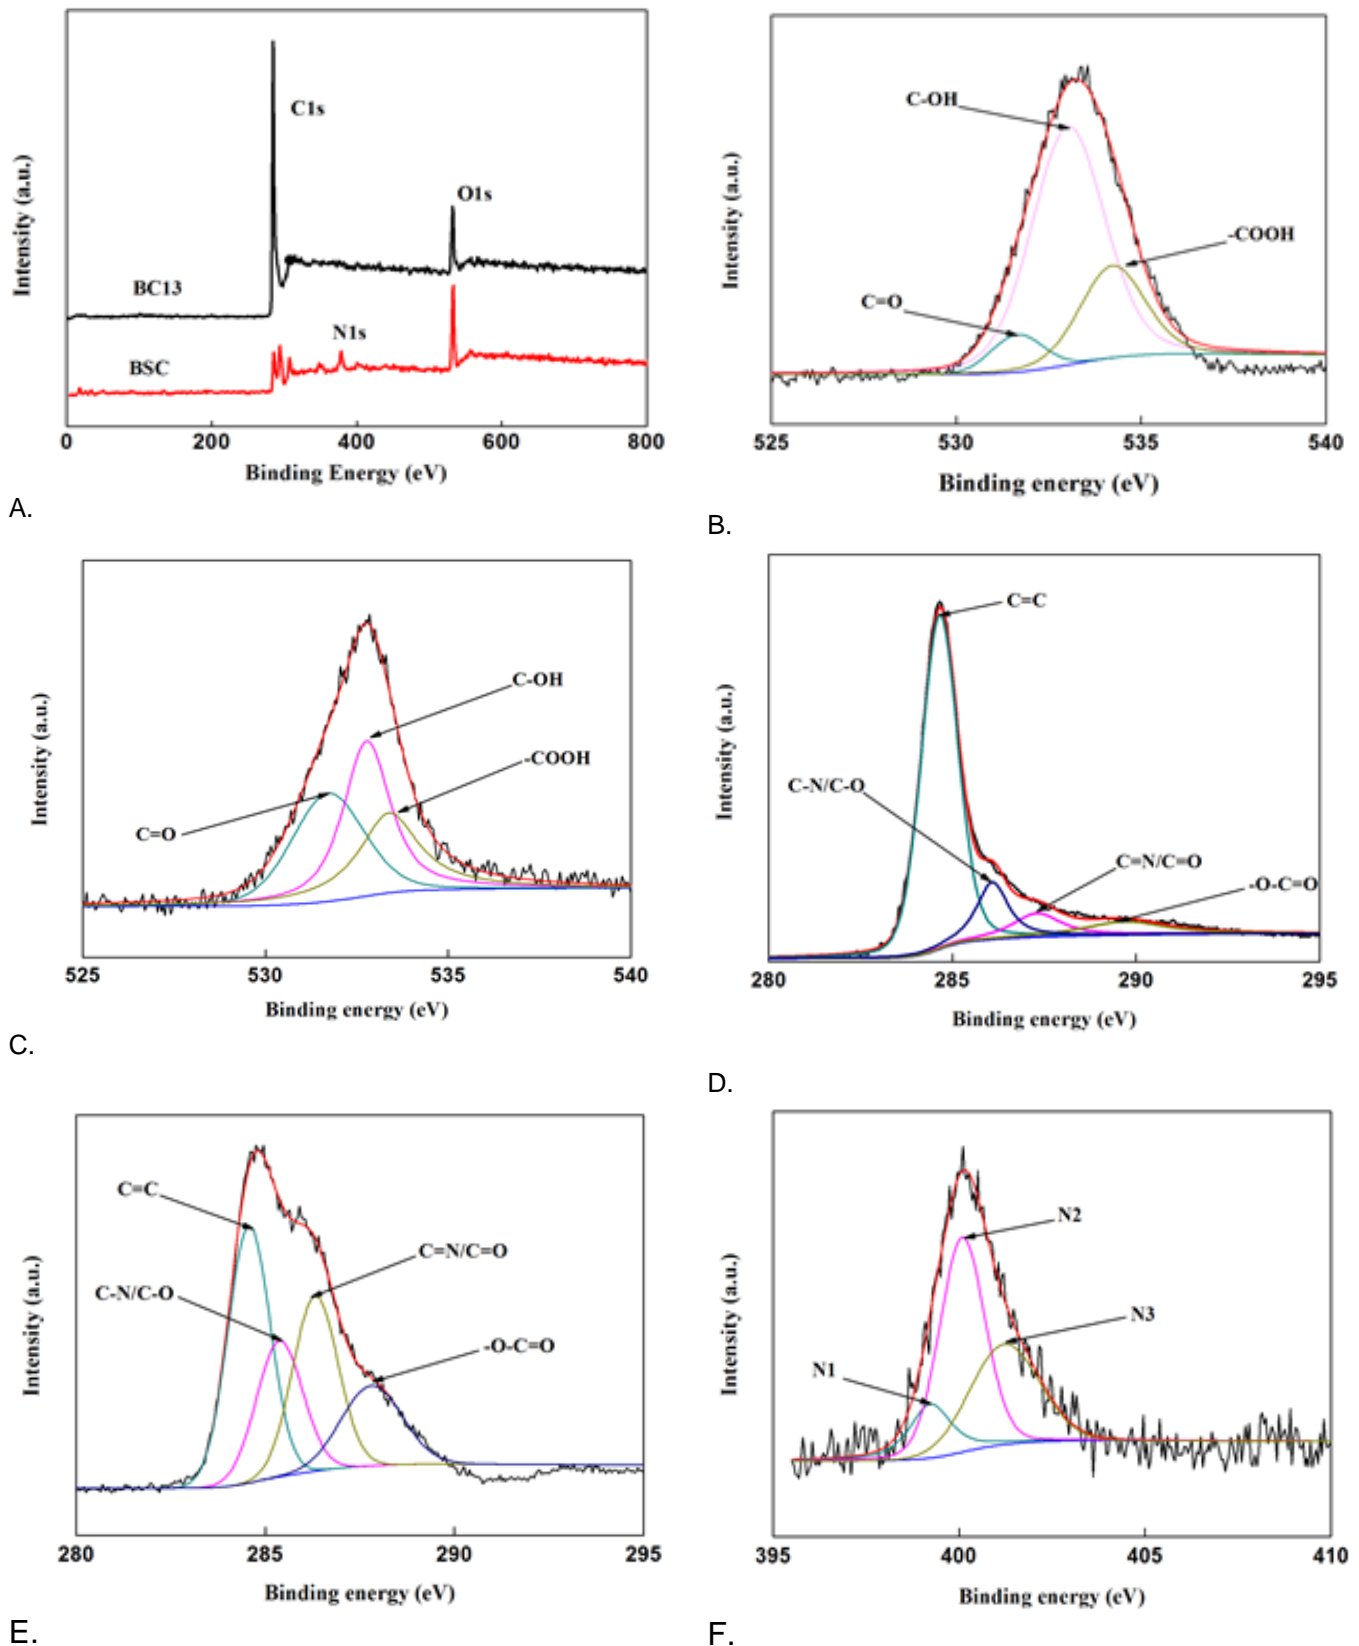 Intensity (a.u.)
C1s
O1s
BC13
N1s
BSC
0 200 400 600 800
Binding Energy (eV)
A.
Intensity (a.u.)
C-OH
-COOH
C=O
525 530 535 540
Binding energy (eV)
B.
Intensity (a.u.)
C-OH
-COOH
C=O
525 530 535 540
Binding energy (eV)
C.
Intensity (a.u.)
C=C
C-N/C-O
C=N/C=O
-O-C=O
280 285 290 295
Binding energy (eV)
D.
Intensity (a.u.)
C=C
C=N/C=O
C-N/C-O
-O-C=O
280 285 290 295
Binding energy (eV)
E.
Intensity (a.u.)
N2
N3
N1
395 400 405 410
Binding energy (eV)
F.